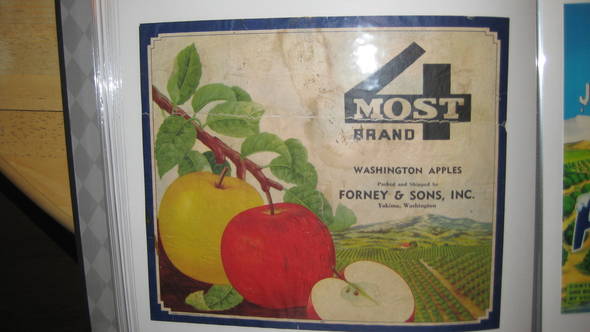 4
MOST
BRAND
WASHINGTON APPLES
Packed and Shipped by
FORNEY & SONS, INC.
Yakima, Washington